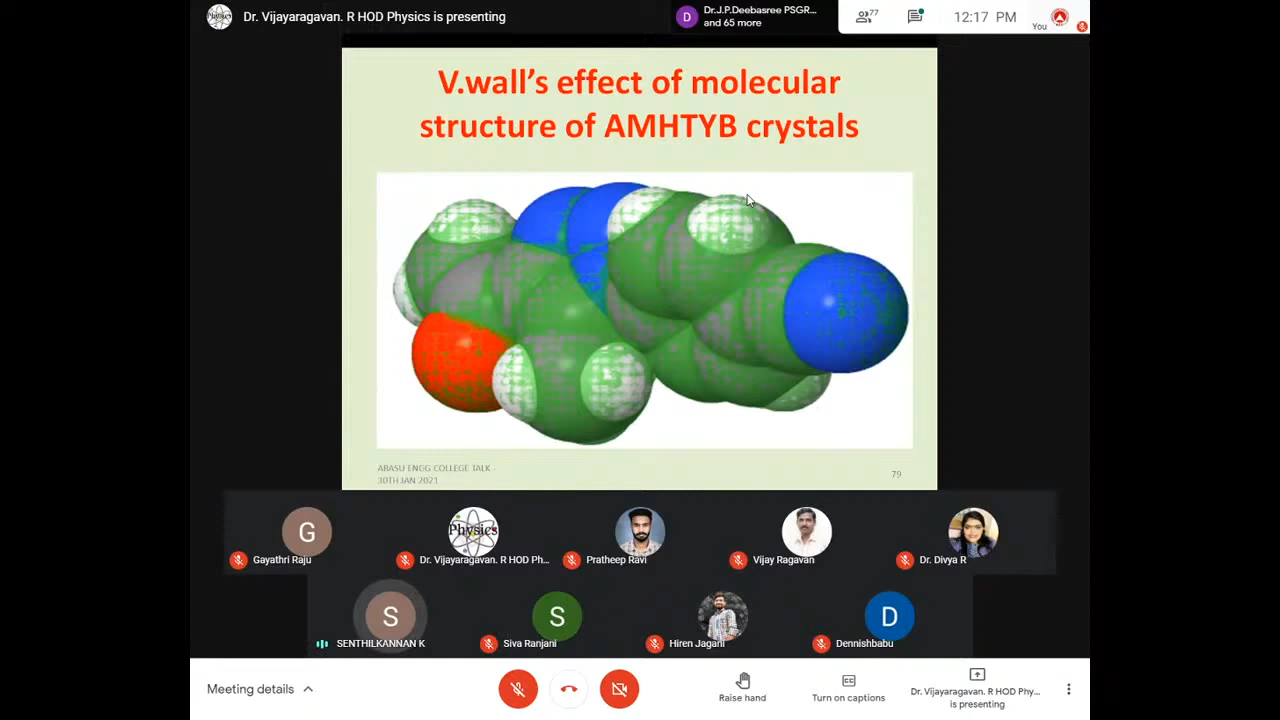 Physics
Dr. Vijayaragavan. R HOD Physics is presenting
D
Dr.J.P.Deebasree PSGR...
and 65 more
77
12:17 PM
You
V.wall's effect of molecular
structure of AMHTYB crystals
ARASU ENGG COLLEGE TALK -
30TH JAN 2021
79
G
Physics
Gayathri Raju
Dr. Vijayaragavan. R HOD Ph...
Pratheep Ravi
Vijay Ragavan
Dr. Divya R
S
S
D
SENTHILKANNAN K
Siva Ranjani
Hiren Jagani
Dennishbabu
Meeting details
Raise hand
CC
Turn on captions
Dr. Vijayaragavan. R HOD Phy...
is presenting